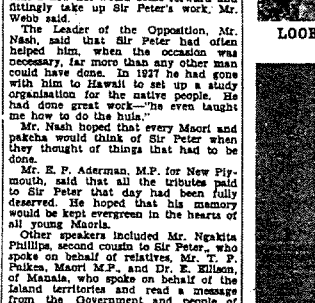 fittingly take up Sir Peter's work, Mr.
Webb said.
The Leader of the Opposition, Mr.
Nash, said that Sir Peter had often
helped him, when the occasion was
necessary, far more than any other man
could have done. In 1927 he had gone
with him to Hawaii to set up a study
organisation for the native people. He
had done great work—"he even taught
me how to do the hula."
Mr. Nash hoped that every Maori and
pakeha would think of Sir Peter when
they thought of things that had to be
done.
Mr. E. P. Aderman, M.P. for New Ply-
mouth, said that all the tributes paid
to Sir Peter that day had been fully
deserved. He hoped that his memory
would be kept evergreen in the hearts of
all young Maoris.
Other speakers included Mr. Ngakita
Phillips, second cousin to Sir Peter, who
spoke on behalf of relatives, Mr. T. P.
Paikea, Maori M.P., and Dr. E. Ellison,
of Manaia, who spoke on behalf of the
Island territories and read a message
from the Government and people of
LOOK